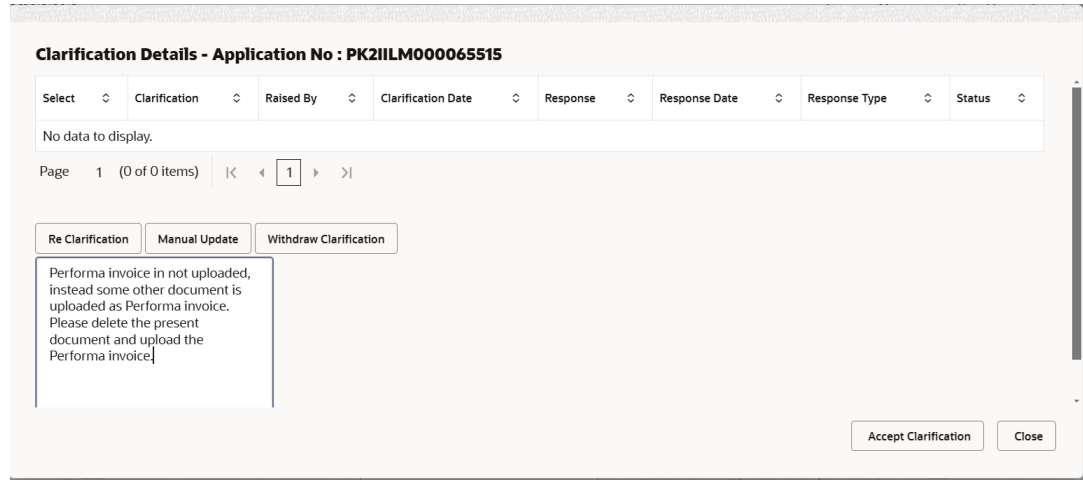 Clarification Details - Application No : PK2IILM000065515
Select Clarification Raised By Clarification Date Response Response Date Response Type Status
No data to display.
Page 1 (0 of 0 items) 1
Re Clarification Manual Update Withdraw Clarification
Performa invoice in not uploaded,
instead some other document is
uploaded as Performa invoice.
Please delete the present
document and upload the
Performa invoice.
Accept Clarification Close